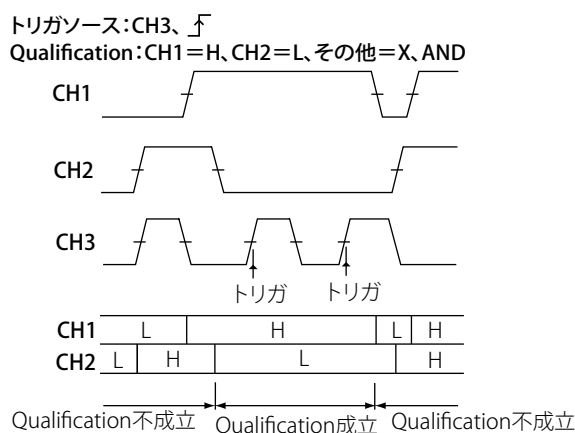 トリガソース：CH3、
Qualification：CH1＝H、CH2＝L、その他＝X、AND
CH1
CH2
CH3
トリガ トリガ
CH1 L H L H
CH2 L H L H
Qualification不成立 Qualification成立 Qualification不成立